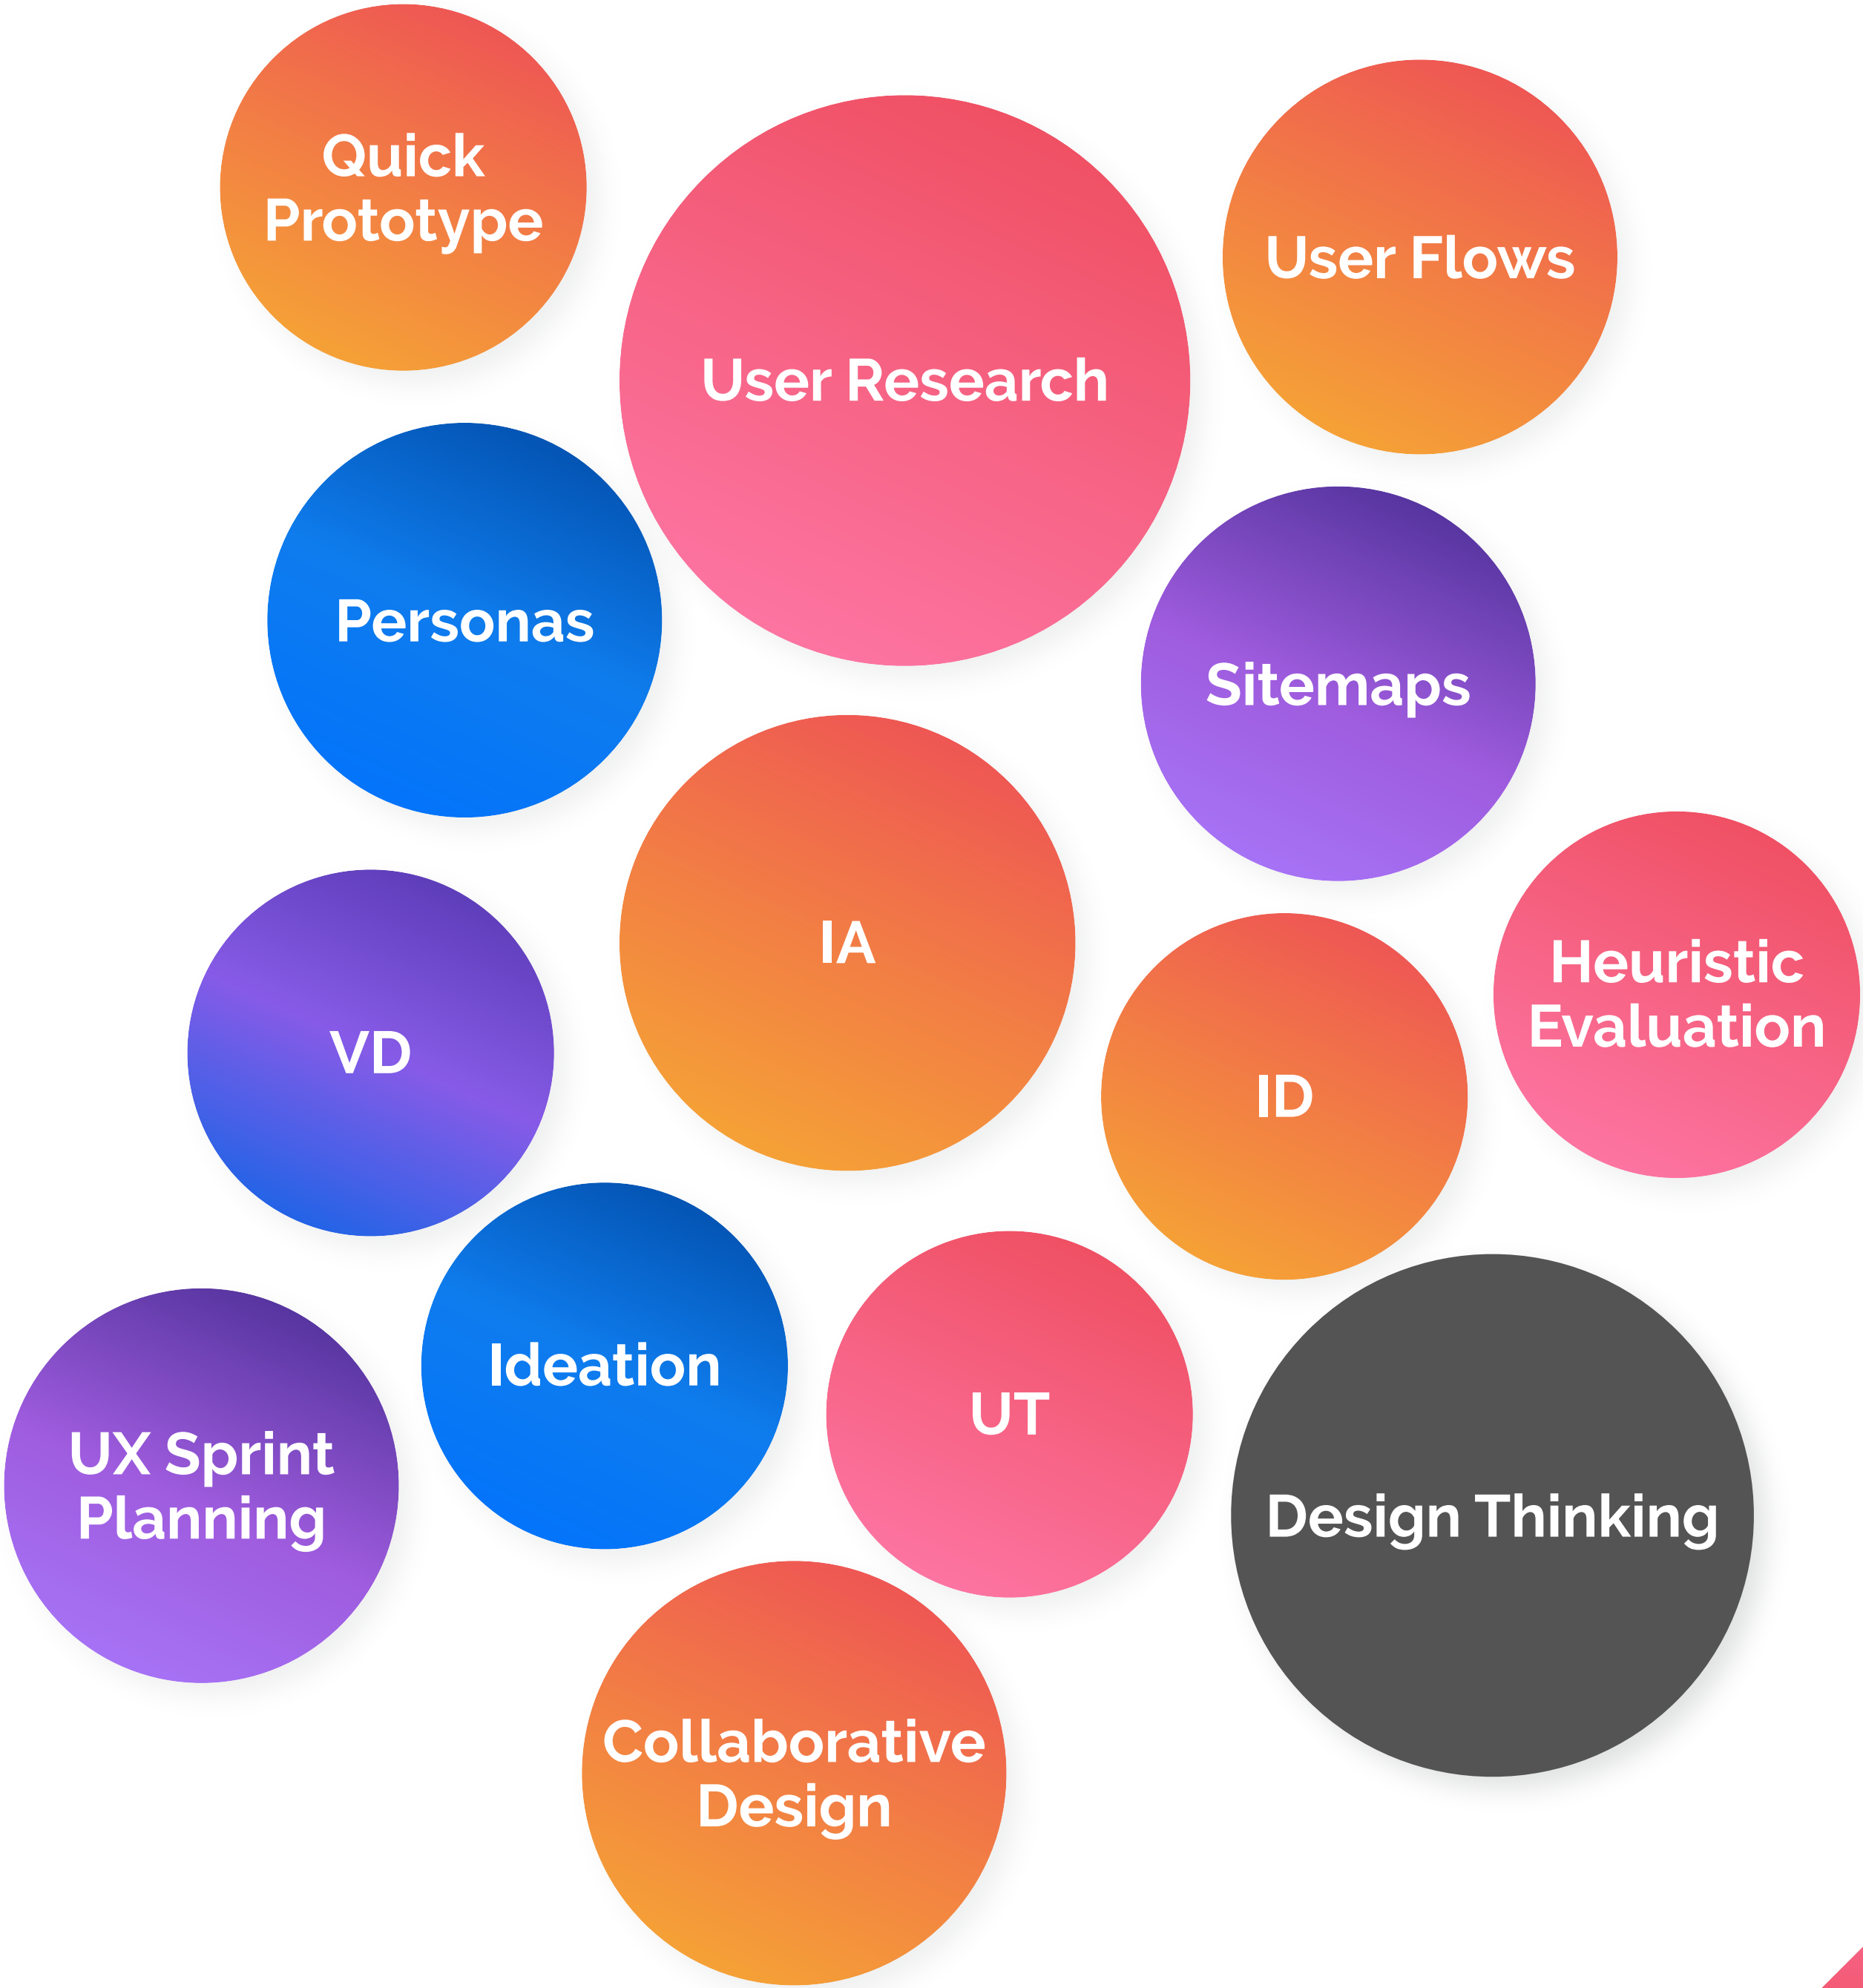 Quick
Prototype
User Flows
User Research
Personas
Sitemaps
IA
Heuristic
Evaluation
VD
ID
Ideation
UT
UX Sprint
Planning
Design Thinking
Collaborative
Design